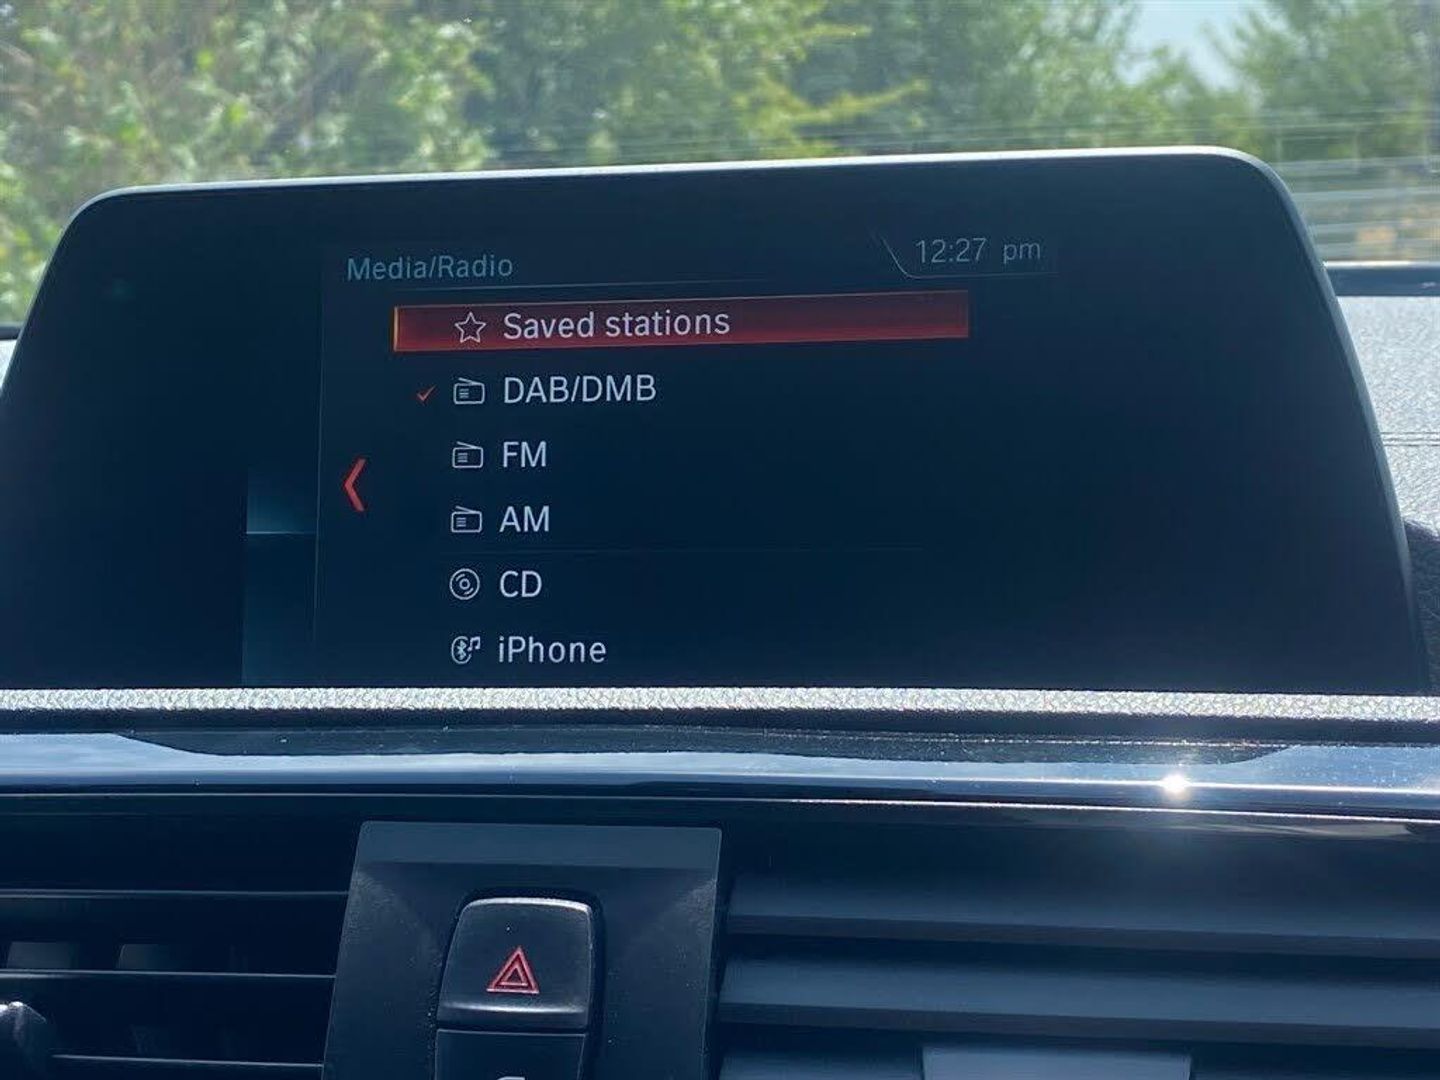 Media/Radio
12:27 pm
Saved stations
DAB/DMB
FM
AM
CD
iPhone